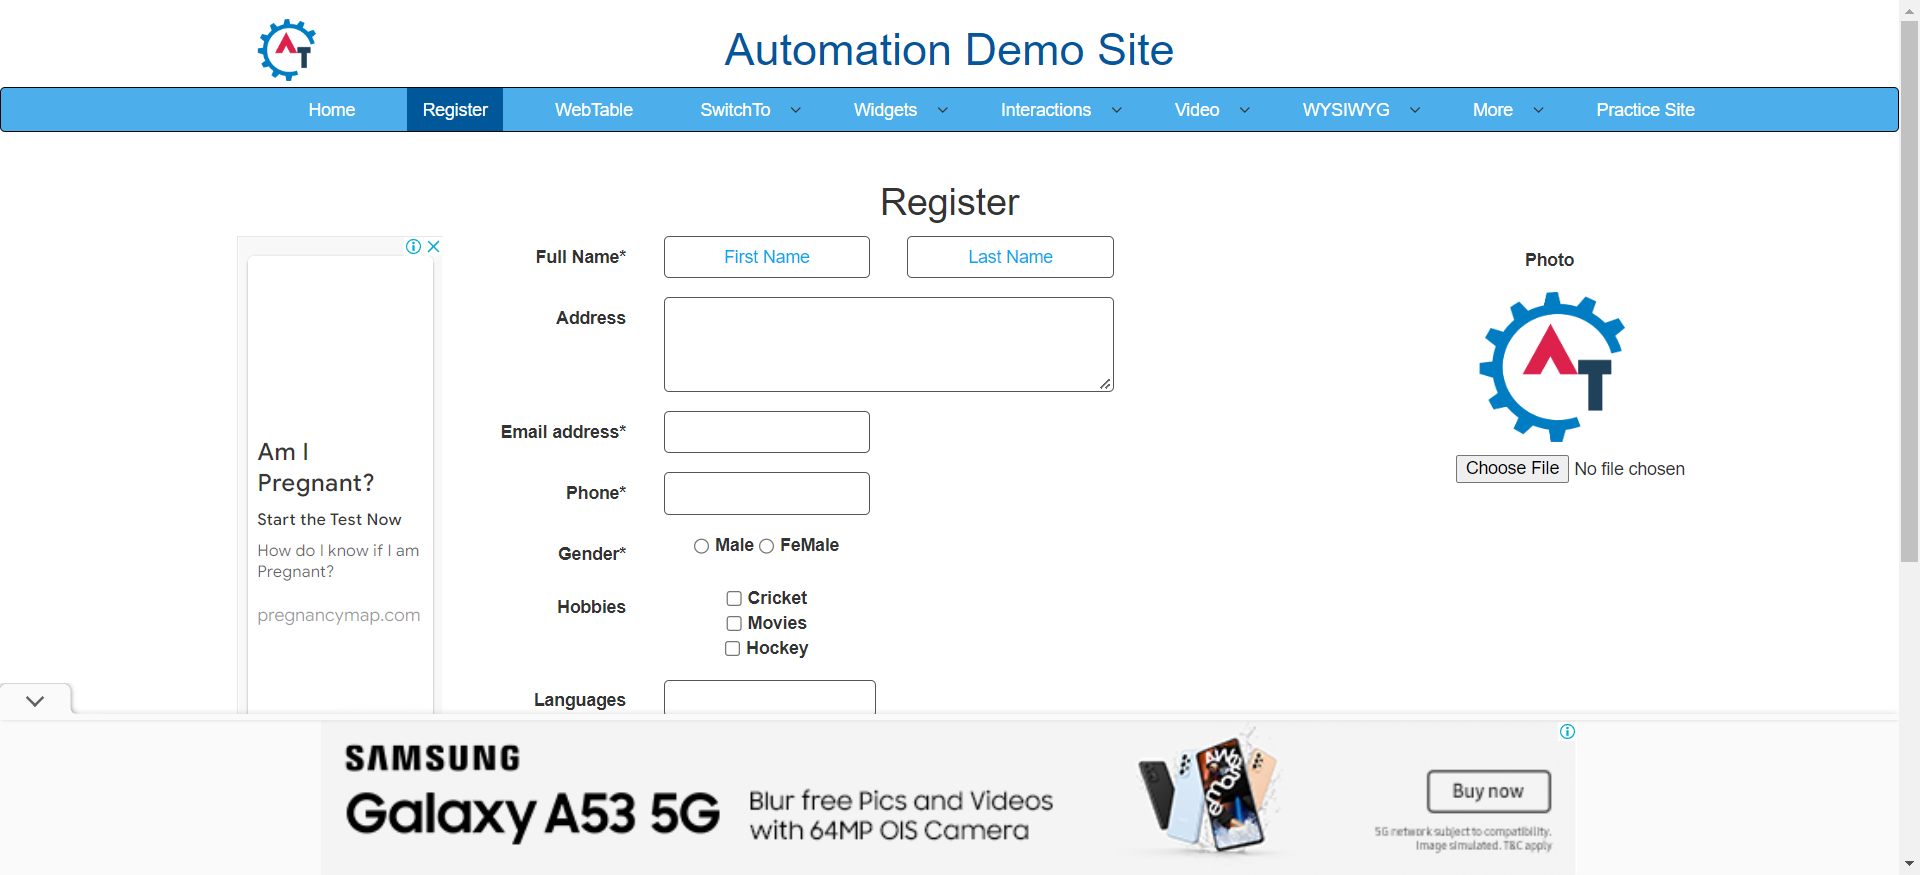 AT
Automation Demo Site
Home Register WebTable SwitchTo Widgets Interactions Video WYSIWYG More Practice Site
Register
Full Name* First Name Last Name
Address
Email address*
Phone*
Gender* Male FeMale
Hobbies Cricket
Movies
Hockey
Languages
Photo
AT
Choose File No file chosen
Am I
Pregnant?
Start the Test Now
How do I know if I am
Pregnant?
pregnancymap.com
SAMSUNG
Galaxy A53 5G
Blur free Pics and Videos
with 64MP OIS Camera
AWESOME
Buy now
5G network subject to compatibility.
Image simulated. T&C apply